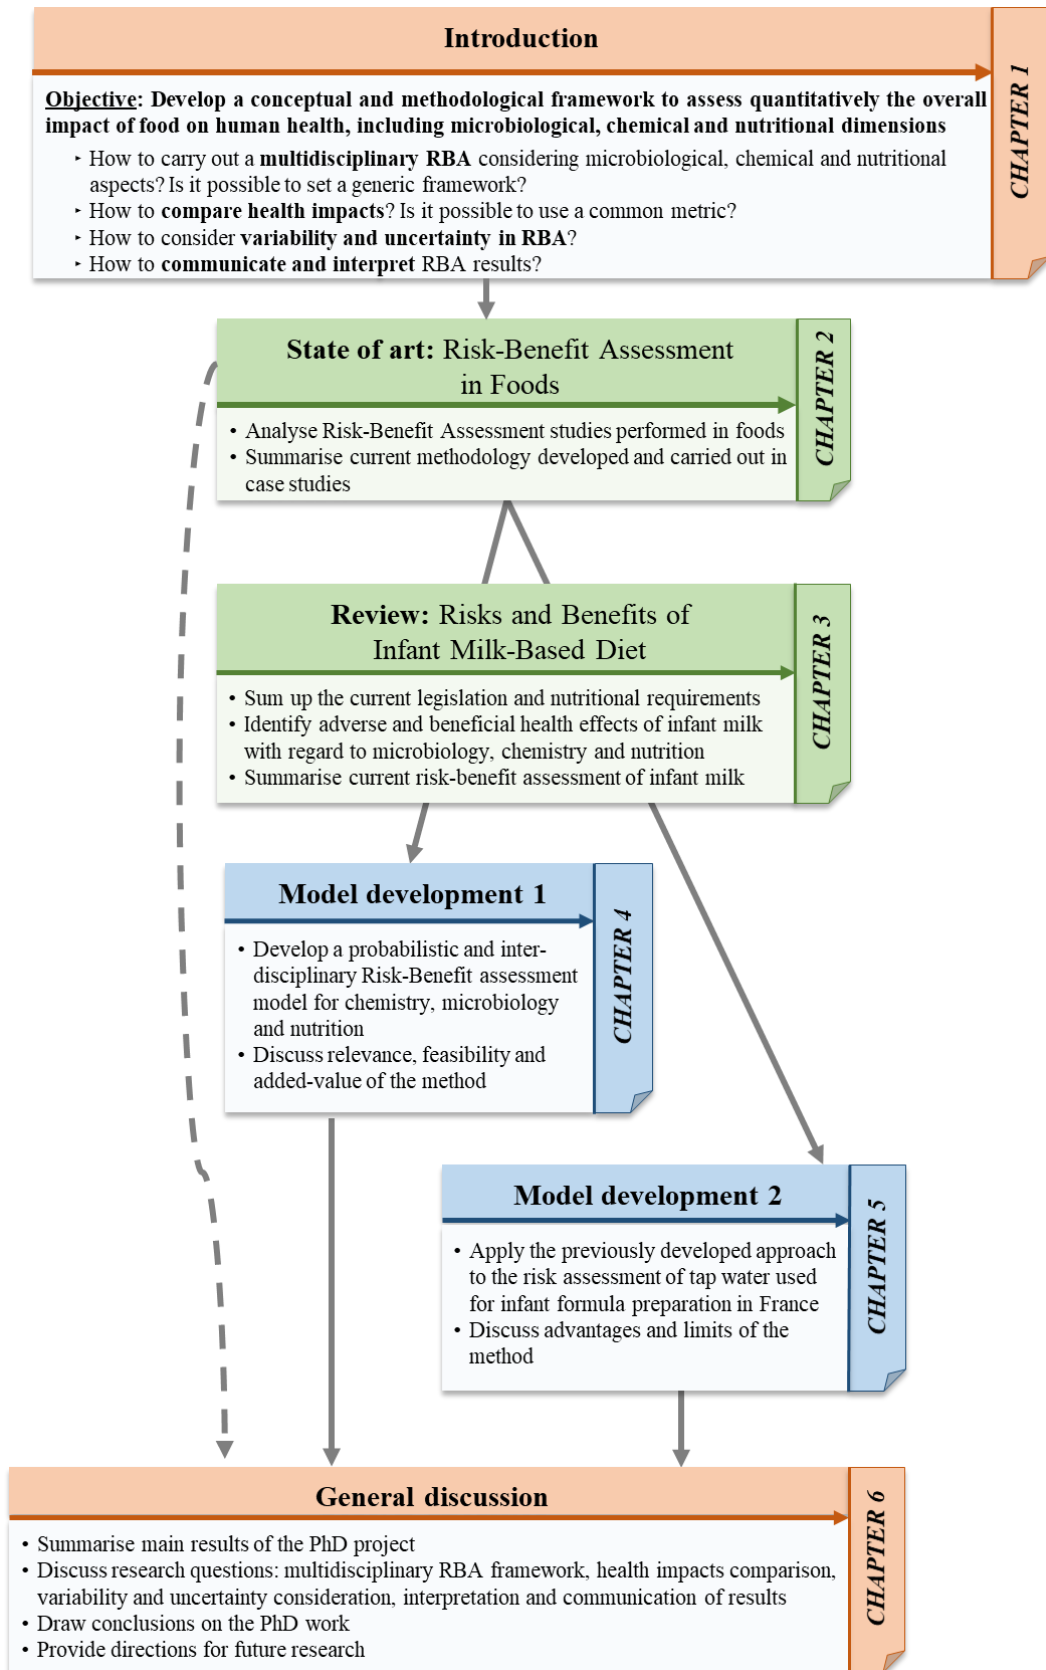 Introduction
CHAPTER 1
Objective: Develop a conceptual and methodological framework to assess quantitatively the overall
impact of food on human health, including microbiological, chemical and nutritional dimensions
‣ How to carry out a multidisciplinary RBA considering microbiological, chemical and nutritional
aspects? Is it possible to set a generic framework?
‣ How to compare health impacts? Is it possible to use a common metric?
‣ How to consider variability and uncertainty in RBA?
‣ How to communicate and interpret RBA results?
State of art: Risk-Benefit Assessment
in Foods
CHAPTER 2
• Analyse Risk-Benefit Assessment studies performed in foods
• Summarise current methodology developed and carried out in
case studies
Review: Risks and Benefits of
Infant Milk-Based Diet
CHAPTER 3
• Sum up the current legislation and nutritional requirements
• Identify adverse and beneficial health effects of infant milk
with regard to microbiology, chemistry and nutrition
• Summarise current risk-benefit assessment of infant milk
Model development 1
CHAPTER 4
• Develop a probabilistic and inter-
disciplinary Risk-Benefit assessment
model for chemistry, microbiology
and nutrition
• Discuss relevance, feasibility and
added-value of the method
Model development 2
CHAPTER 5
• Apply the previously developed approach
to the risk assessment of tap water used
for infant formula preparation in France
• Discuss advantages and limits of the
method
General discussion
CHAPTER 6
• Summarise main results of the PhD project
• Discuss research questions: multidisciplinary RBA framework, health impacts comparison,
variability and uncertainty consideration, interpretation and communication of results
• Draw conclusions on the PhD work
• Provide directions for future research